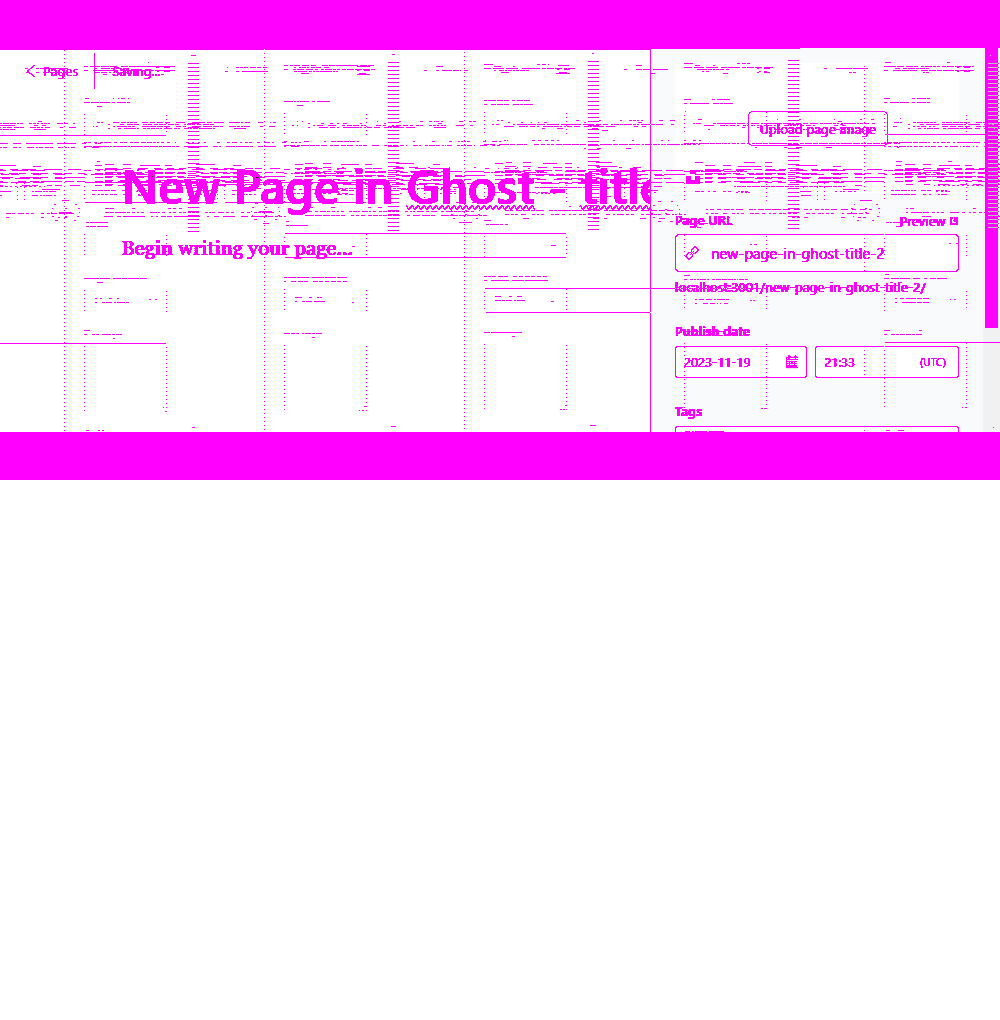 Pages
Saving...
Upload page image
New Page in Ghost - title
Page URL
Preview
Begin writing your page...
new-page-in-ghost-title-2
localhost:3001/new-page-in-ghost-title-2/
Publish date
2023-11-19
21:33
(UTC)
Tags